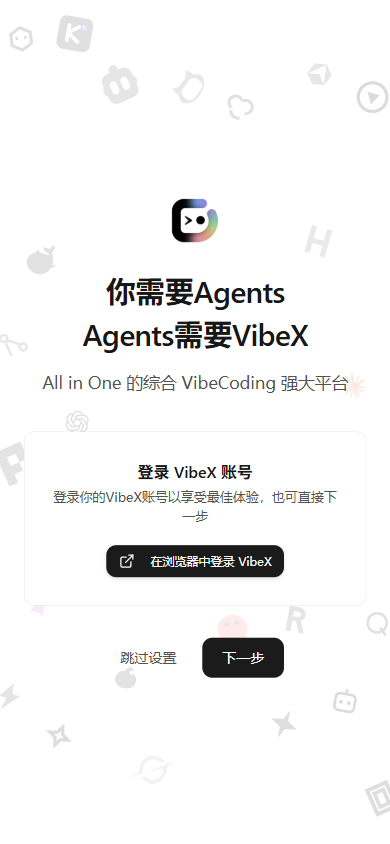 你需要Agents
Agents需要VibeX
All in One 的综合 VibeCoding 强大平台
登录 VibeX 账号
登录你的VibeX账号以享受最佳体验，也可直接下
一步
在浏览器中登录 VibeX
跳过设置
下一步